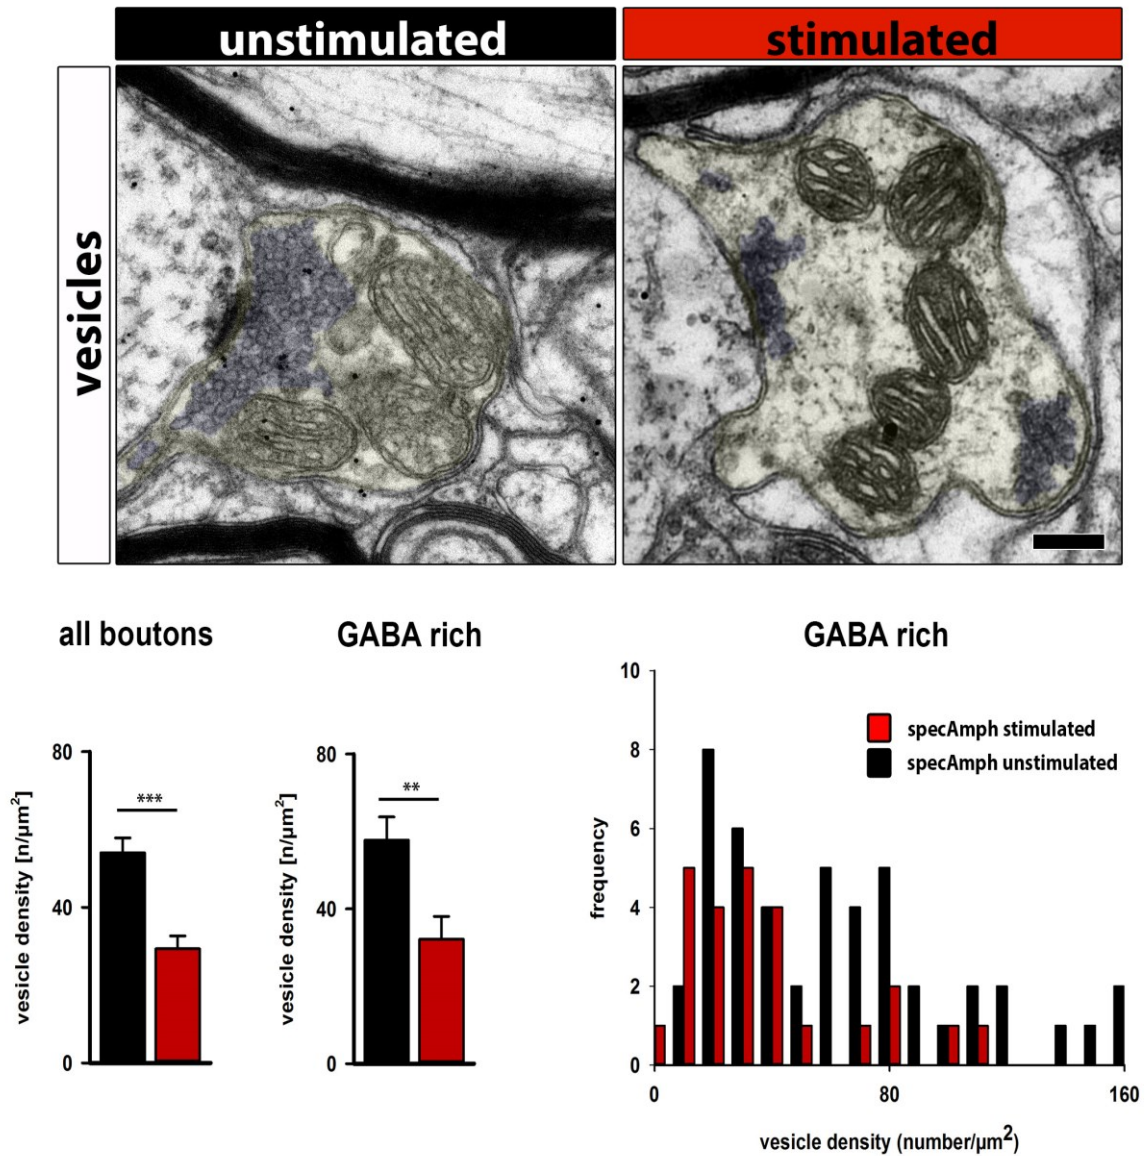 unstimulated
stimulated
vesicles
all boutons
GABA rich
GABA rich
80
40
0
vesicle density [n/µm²]
***
80
40
0
vesicle density [n/µm²]
**
10
8
6
4
2
0
frequency
specAmph stimulated
specAmph unstimulated
0
80
160
vesicle density (number/µm²)